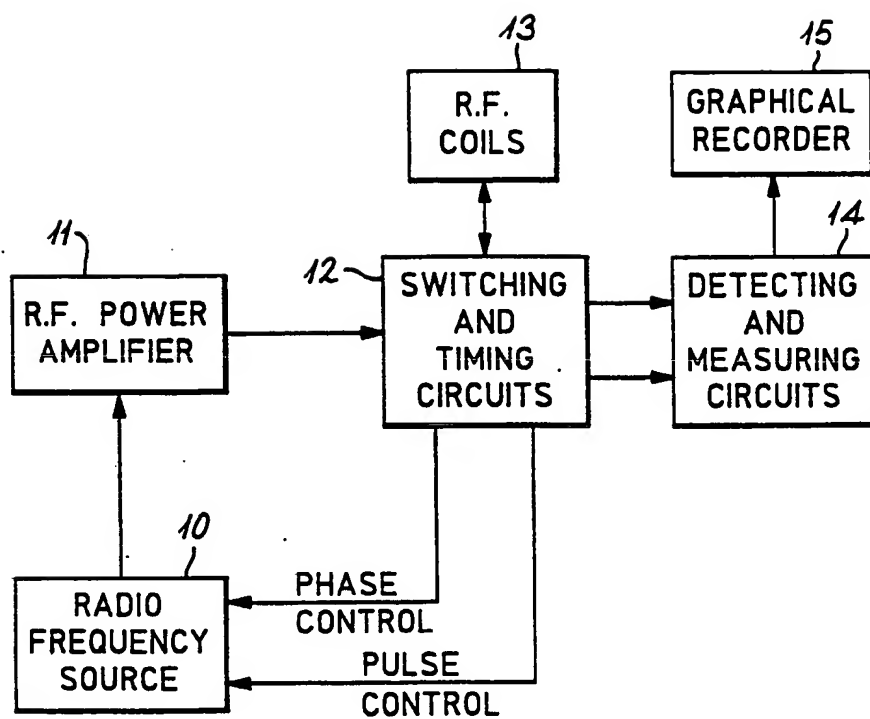 13
R.F.
COILS
15
GRAPHICAL
RECORDER
11
R.F. POWER
AMPLIFIER
12
SWITCHING
AND
TIMING
CIRCUITS
14
DETECTING
AND
MEASURING
CIRCUITS
10
RADIO
FREQUENCY
SOURCE
PHASE
CONTROL
PULSE
CONTROL